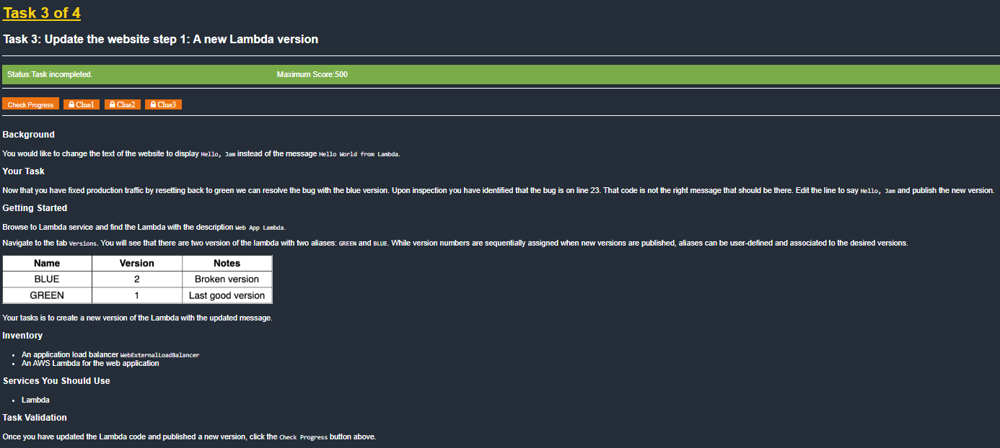 Task 3 of 4
Task 3: Update the website step 1: A new Lambda version
Status:Task incompleted. Maximum Score:500
Check Progress Clue1 Clue2 Clue3
Background
You would like to change the text of the website to display Hello, Jam instead of the message Hello World from Lambda.
Your Task
Now that you have fixed production traffic by resetting back to green we can resolve the bug with the blue version. Upon inspection you have identified that the bug is on line 23. That code is not the right message that should be there. Edit the line to say Hello, Jam and publish the new version.
Getting Started
Browse to Lambda service and find the Lambda with the description Web App Lambda.
Navigate to the tab Versions. You will see that there are two version of the lambda with two aliases: GREEN and BLUE. While version numbers are sequentially assigned when new versions are published, aliases can be user-defined and associated to the desired versions.
Name Version Notes
BLUE 2 Broken version
GREEN 1 Last good version
Your tasks is to create a new version of the Lambda with the updated message.
Inventory
• An application load balancer WebExternalLoadBalancer
• An AWS Lambda for the web application
Services You Should Use
• Lambda
Task Validation
Once you have updated the Lambda code and published a new version, click the Check Progress button above.